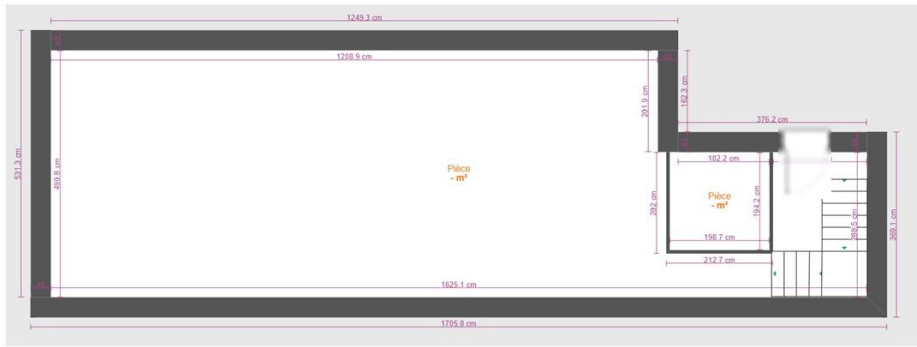 1249.3 cm
1208.9 cm
201.9 cm
162.3 cm
376.2 cm
531.3 cm
499.8 cm
Pièce
- m²
182.2 cm
Pièce
- m²
202 cm
194.2 cm
198.7 cm
212.7 cm
288.5 cm
369.1 cm
1625.1 cm
1705.8 cm